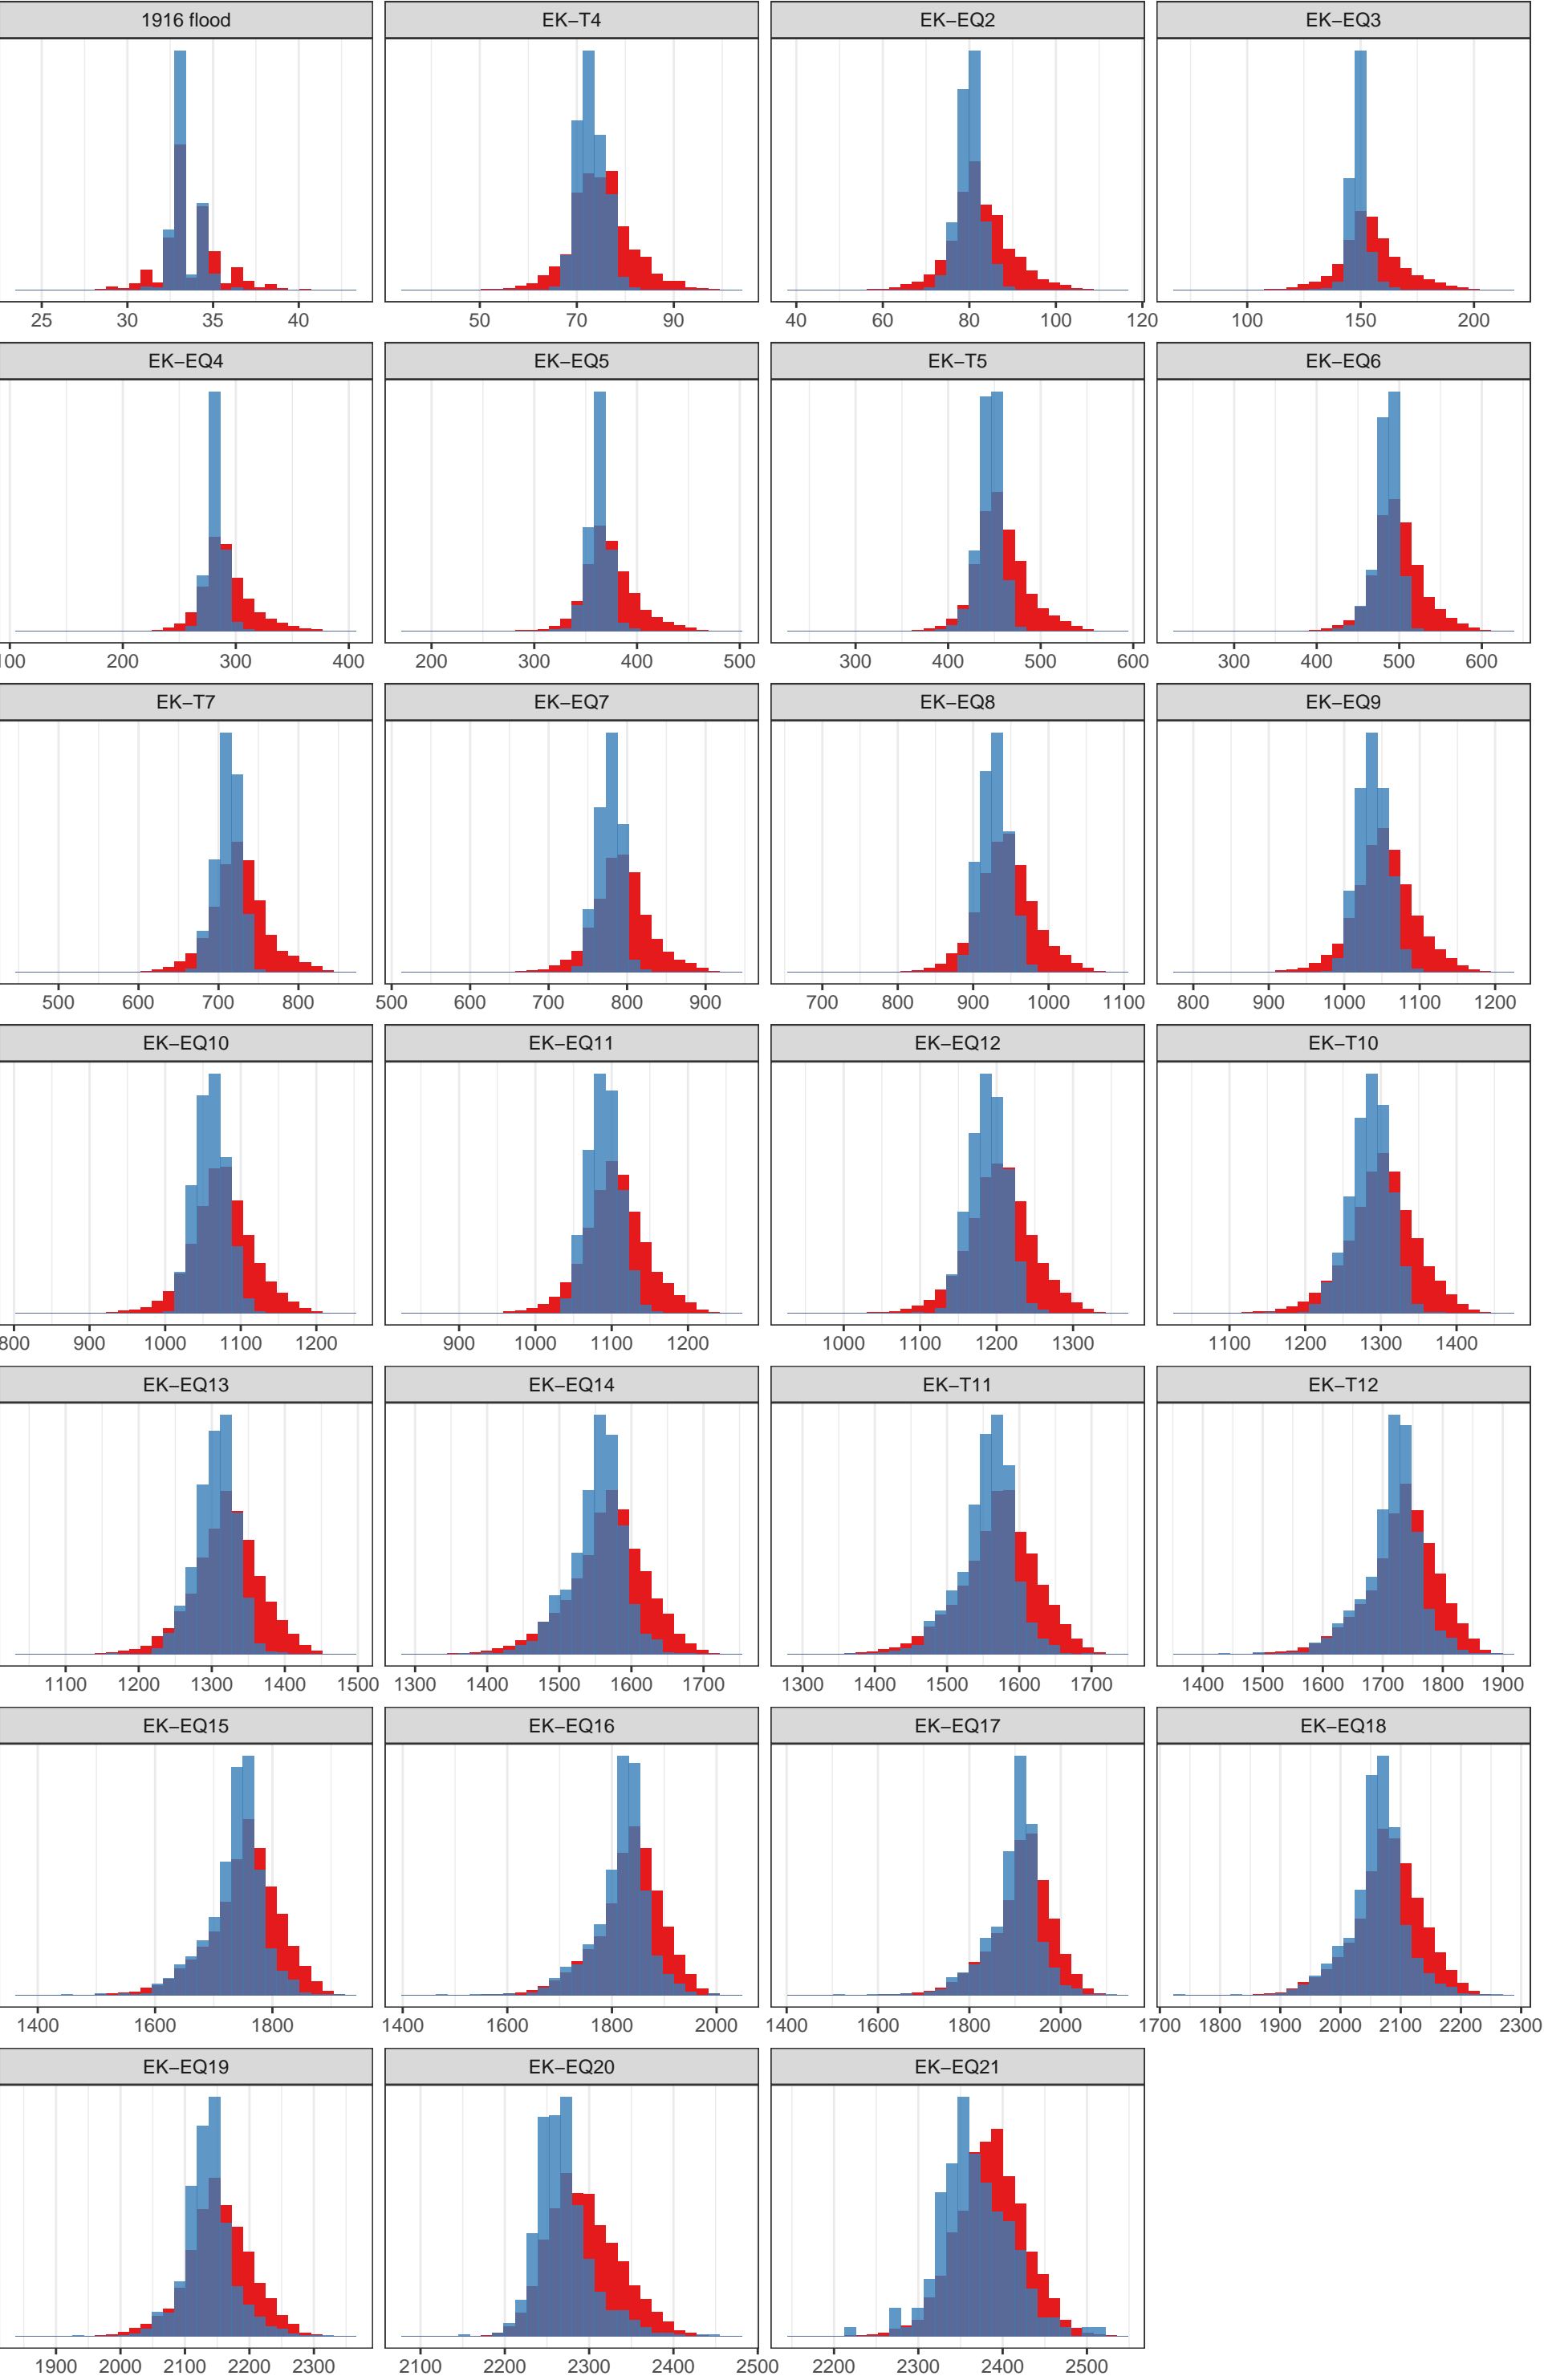 1916 flood EK−T4 EK−EQ2 EK−EQ3
25 30 35 40 50 70 90 40 60 80 100 120 100 150 200
EK−EQ4 EK−EQ5 EK−T5 EK−EQ6
100 200 300 400 200 300 400 500 300 400 500 600 300 400 500 600
EK−T7 EK−EQ7 EK−EQ8 EK−EQ9
500 600 700 800 500 600 700 800 900 700 800 900 1000 1100 800 900 1000 1100 1200
EK−EQ10 EK−EQ11 EK−EQ12 EK−T10
800 900 1000 1100 1200 900 1000 1100 1200 1000 1100 1200 1300 1100 1200 1300 1400
EK−EQ13 EK−EQ14 EK−T11 EK−T12
1100 1200 1300 1400 1500 1300 1400 1500 1600 1700 1300 1400 1500 1600 1700 1400 1500 1600 1700 1800 1900
EK−EQ15 EK−EQ16 EK−EQ17 EK−EQ18
1400 1600 1800 1400 1600 1800 2000 1400 1600 1800 2000 1700 1800 1900 2000 2100 2200 2300
EK−EQ19 EK−EQ20 EK−EQ21
1900 2000 2100 2200 2300 2100 2200 2300 2400 2500 2200 2300 2400 2500